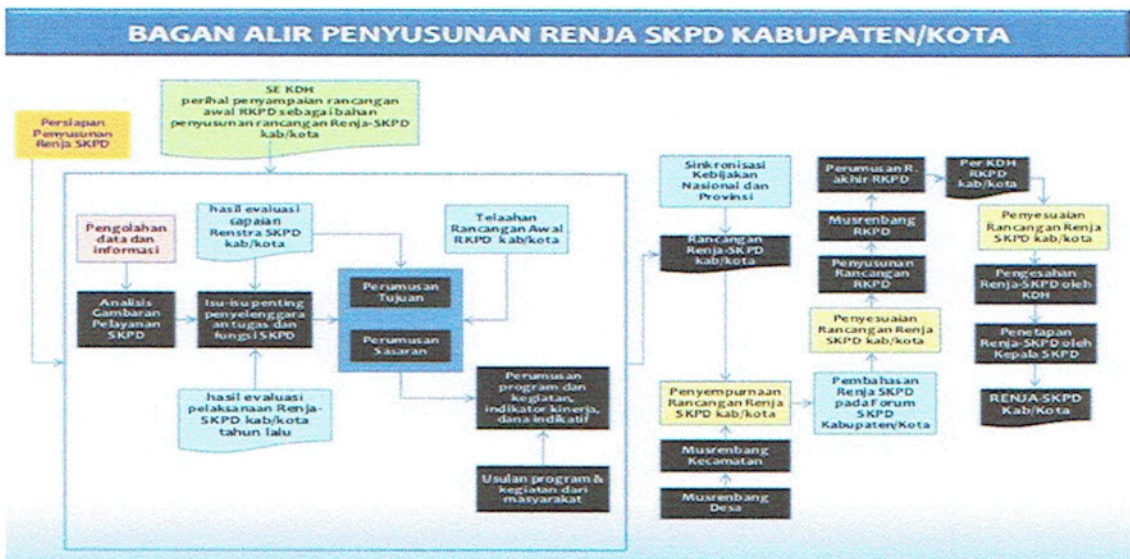 BAGAN ALIR PENYUSUNAN RENJA SKPD KABUPATEN/KOTA
Persiapan
Penyusunan
Renja SKPD
SE KDH
perihal penyampaian rancangan
awal RKPD sebagai bahan
penyusunan rancangan Renja-SKPD
kab/kota
Pengolahan
data dan
informasi
hasil evaluasi
capaian
Renstra SKPD
kab/kota
Telaahan
Rancangan Awal
RKPD kab/kota
Analisis
Gambaran
Pelayanan
SKPD
Isu-isu penting
penyelenggara
an tugas dan
fungsi SKPD
Perumusan
Tujuan
Perumusan
Sasaran
hasil evaluasi
pelaksanaan Renja-
SKPD kab/kota
tahun lalu
Perumusan
program dan
kegiatan,
indikator kinerja,
dana indikatif
Usulan program &
kegiatan dari
masyarakat
Sinkronisasi
Kebijakan
Nasional dan
Provinsi
Rancangan
Renja-SKPD
kab/kota
Penyempurnaan
Rancangan Renja
SKPD kab/kota
Musrenbang
Kecamatan
Musrenbang
Desa
Perumusan R.
akhir RKPD
Musrenbang
RKPD
Penyusunan
Rancangan
RKPD
Penyesuaian
Rancangan Renja
SKPD kab/kota
Pembahasan
Renja SKPD
pada Forum
SKPD
Kabupaten/Kota
Per KDH
RKPD
kab/kota
Penyesuaian
Rancangan Renja
SKPD kab/kota
Pengesahan
Renja-SKPD oleh
KDH
Penetapan
Renja-SKPD oleh
Kepala SKPD
RENJA-SKPD
Kab/Kota